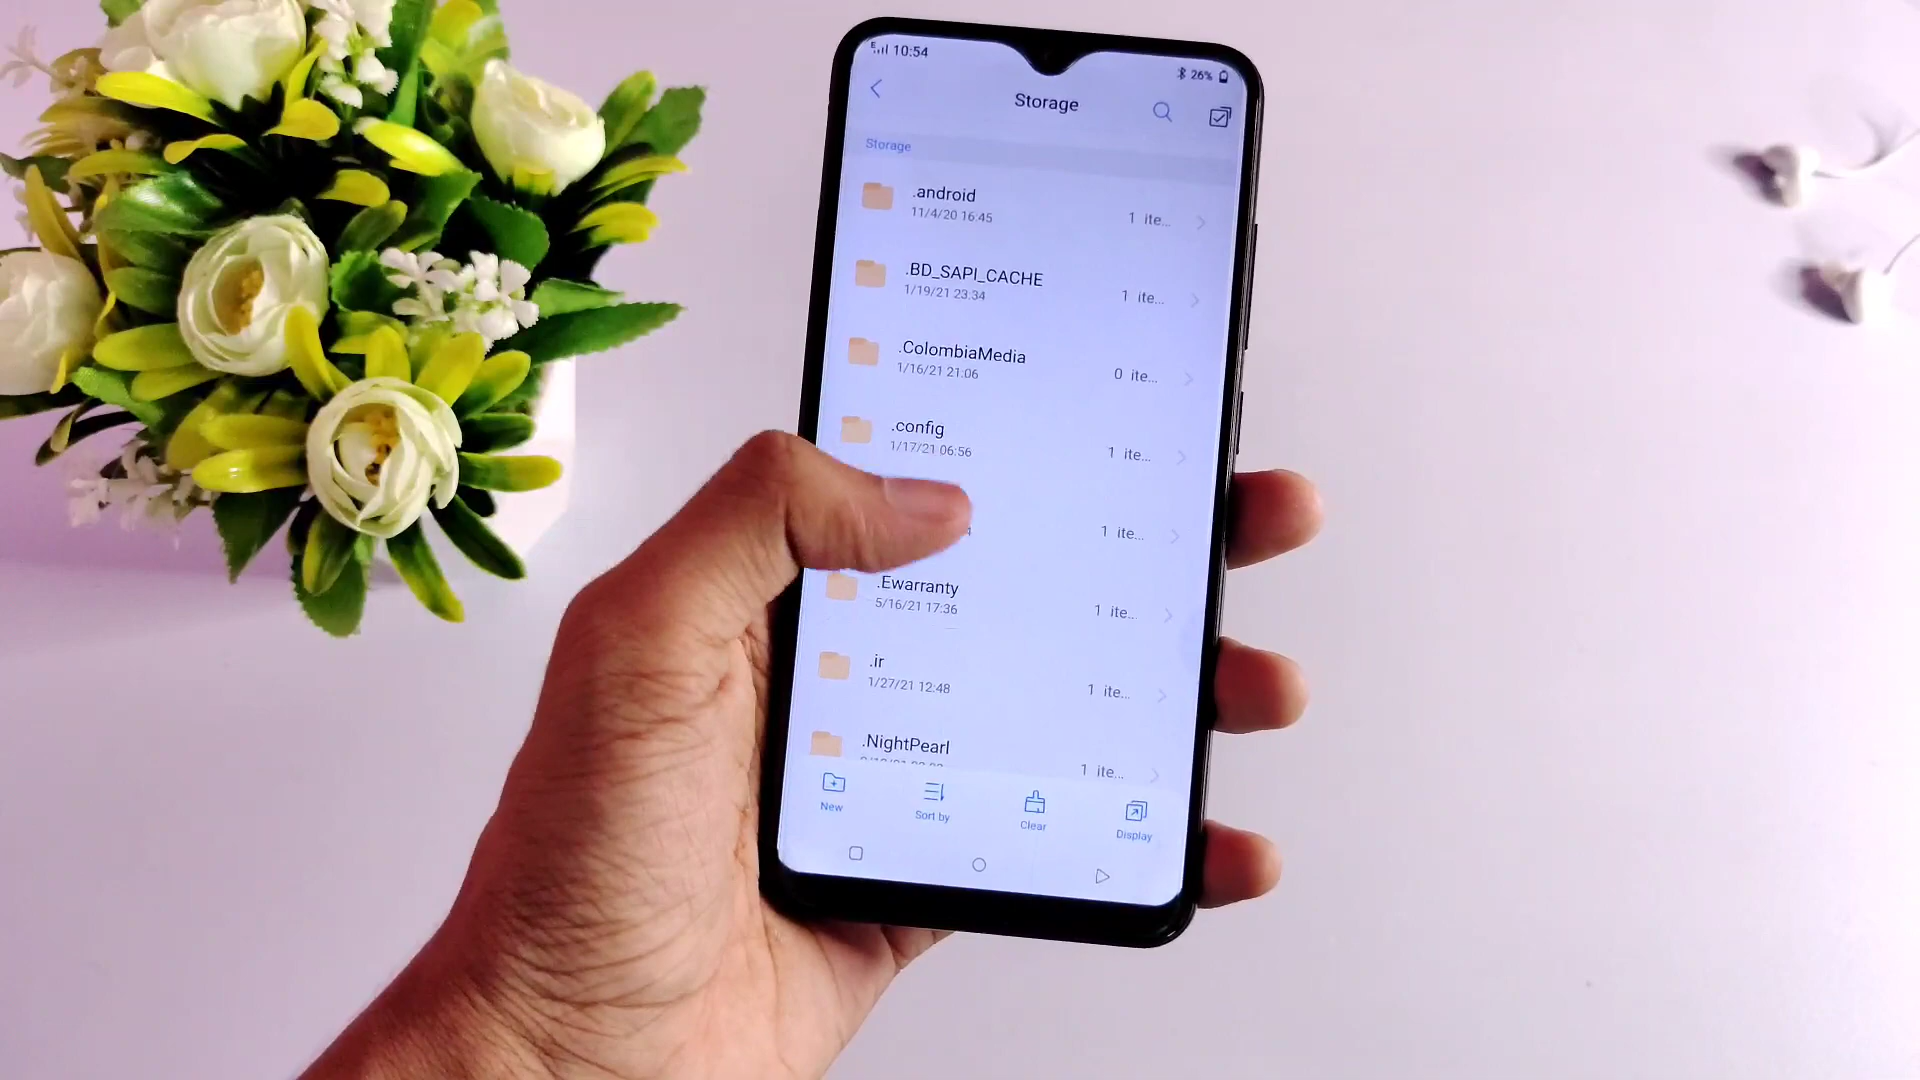 E 10:54
26%
Storage
Storage
.android
11/4/20 16:45
1 ite...
.BD_SAPI_CACHE
1/19/21 23:34
1 ite...
.ColombiaMedia
1/16/21 21:06
0 ite...
.config
1/17/21 06:56
1 ite...
4
1 ite...
.Ewarranty
5/16/21 17:36
1 ite...
.ir
1/27/21 12:48
1 ite...
.NightPearl
1 ite...
New
Sort by
Clear
Display